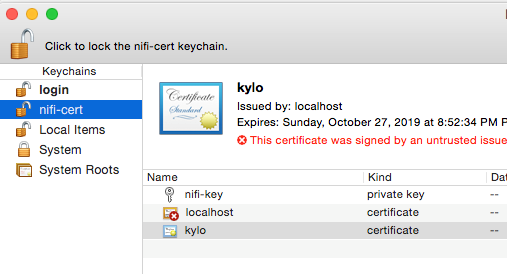 Click to lock the nifi-cert keychain.
Keychains
login
nifi-cert
Local Items
System
System Roots
Certificate
Standard
kylo
Issued by: localhost
Expires: Sunday, October 27, 2019 at 8:52:34 P
This certificate was signed by an untrusted issue
Name Kind Dat
nifi-key private key --
localhost certificate --
kylo certificate --